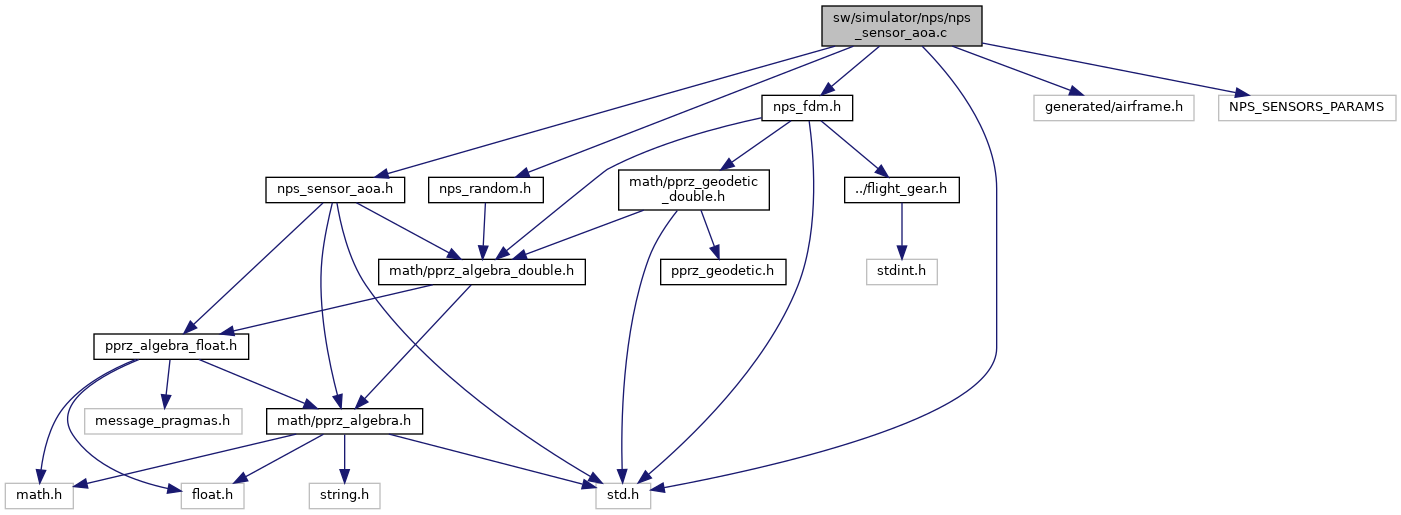 sw/simulator/nps/nps
_sensor_aoa.c
nps_fdm.h
generated/airframe.h
NPS_SENSORS_PARAMS
nps_sensor_aoa.h
nps_random.h
math/pprz_geodetic
_double.h
../flight_gear.h
math/pprz_algebra_double.h
pprz_geodetic.h
stdint.h
pprz_algebra_float.h
message_pragmas.h
math/pprz_algebra.h
math.h
float.h
string.h
std.h